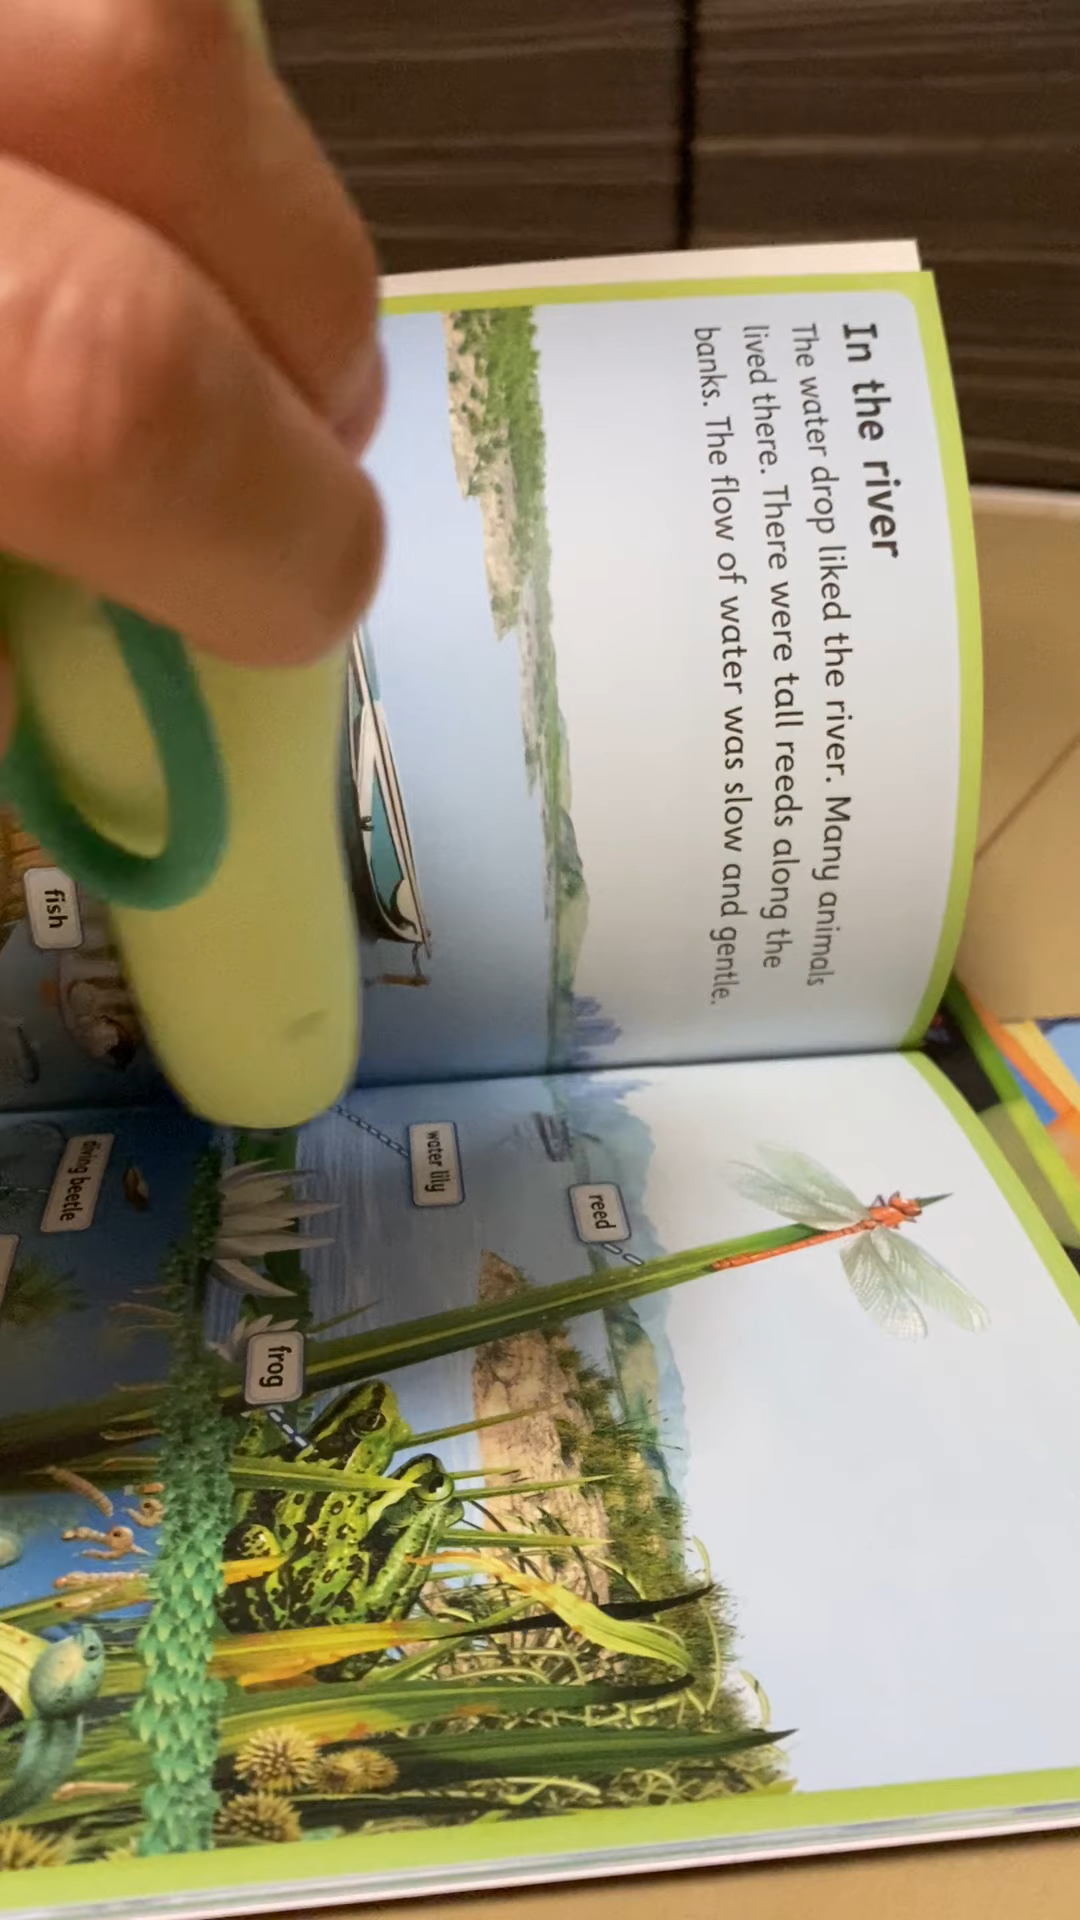 In the river
The water drop liked the river. Many animals
lived there. There were tall reeds along the
banks. The flow of water was slow and gentle.
fish
water lily
reed
diving beetle
frog